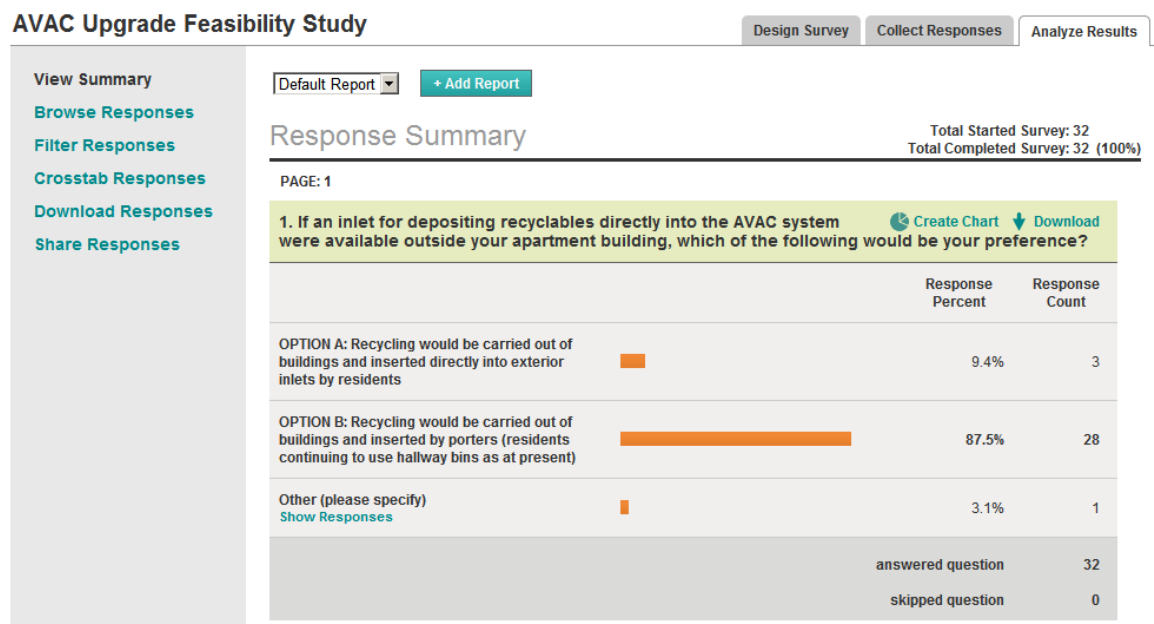 AVAC Upgrade Feasibility Study
Design Survey
Collect Responses
Analyze Results
View Summary
Browse Responses
Filter Responses
Crosstab Responses
Download Responses
Share Responses
Default Report
+ Add Report
Response Summary
Total Started Survey: 32
Total Completed Survey: 32 (100%)
PAGE: 1
1. If an inlet for depositing recyclables directly into the AVAC system
were available outside your apartment building, which of the following would be your preference?
Create Chart
Download
Response
Percent
Response
Count
OPTION A: Recycling would be carried out of
buildings and inserted directly into exterior
inlets by residents
9.4%
3
OPTION B: Recycling would be carried out of
buildings and inserted by porters (residents
continuing to use hallway bins as at present)
87.5%
28
Other (please specify)
Show Responses
3.1%
1
answered question
32
skipped question
0